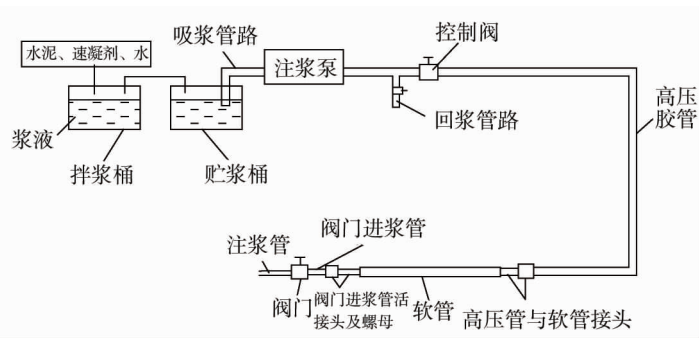 水泥、速凝剂、水
吸浆管路
注浆泵
控制阀
高压
胶管
浆液
拌浆桶
贮浆桶
回浆管路
注浆管
阀门进浆管
阀门
阀门进浆管活
接头及螺母
软管
高压管与软管接头